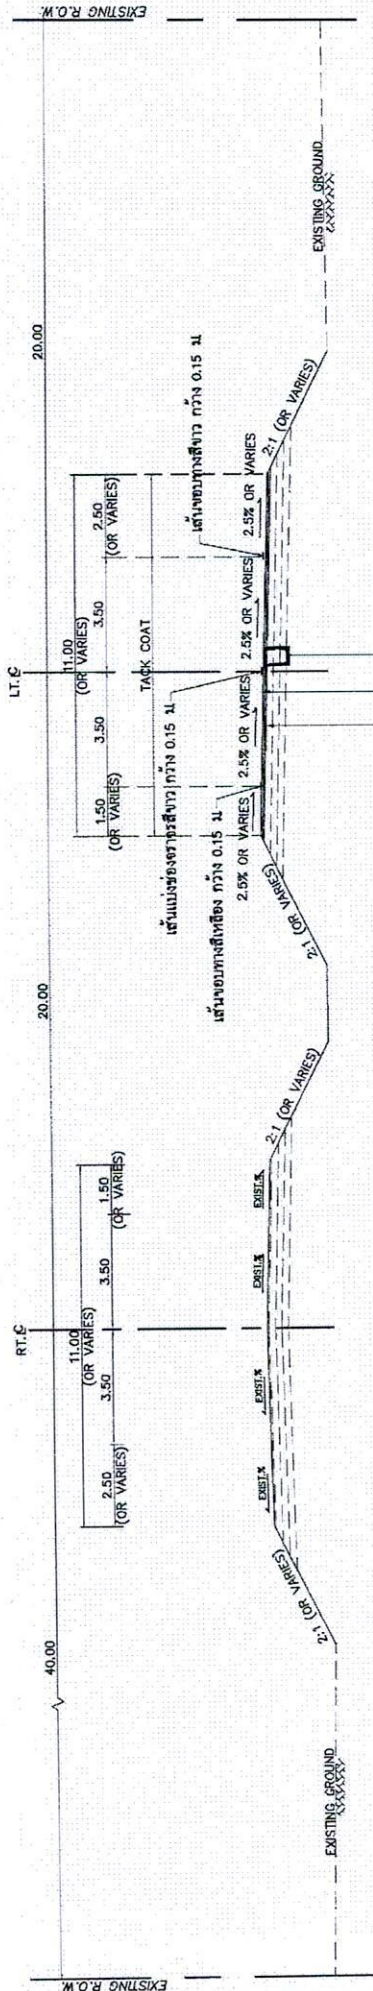 EXISTING R.O.W.
40.00
20.00
20.00
EXISTING R.O.W.
RT.℄
LT.℄
11.00
(OR VARIES)
2.50
(OR VARIES)
3.50
3.50
1.50
(OR VARIES)
11.00
(OR VARIES)
1.50
(OR VARIES)
3.50
3.50
2.50
(OR VARIES)
TACK COAT
เส้นแบ่งช่องจราจรสีขาว กว้าง 0.15 ม
เส้นขอบทางสีขาว กว้าง 0.15 ม
เส้นขอบทางสีเหลือง กว้าง 0.15 ม
EXIST.%
EXIST.%
EXIST.%
EXIST.%
2.5% OR VARIES
2.5% OR VARIES
2.5% OR VARIES
2.5% OR VARIES
2:1 (OR VARIES)
2:1 (OR VARIES)
2:1 (OR VARIES)
2:1 (OR VARIES)
EXISTING GROUND
EXISTING GROUND